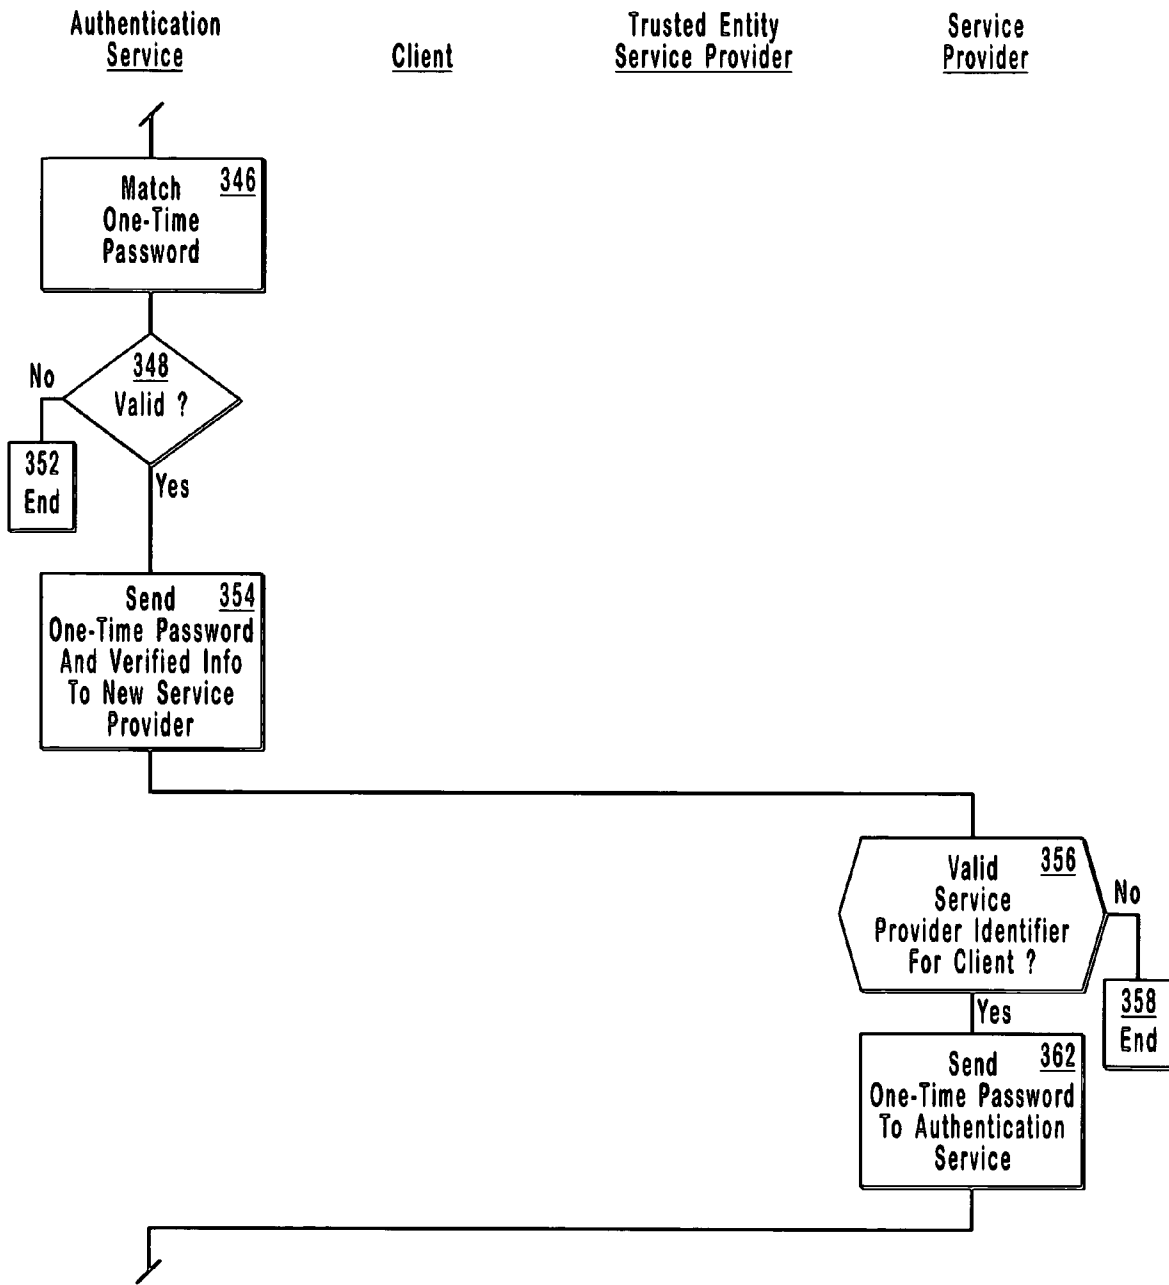 Authentication
Service
Client
Trusted Entity
Service Provider
Service
Provider
346
Match
One-Time
Password
348
Valid ?
No
352
End
Yes
354
Send
One-Time Password
And Verified Info
To New Service
Provider
356
Valid
Service
Provider Identifier
For Client ?
No
358
End
Yes
362
Send
One-Time Password
To Authentication
Service